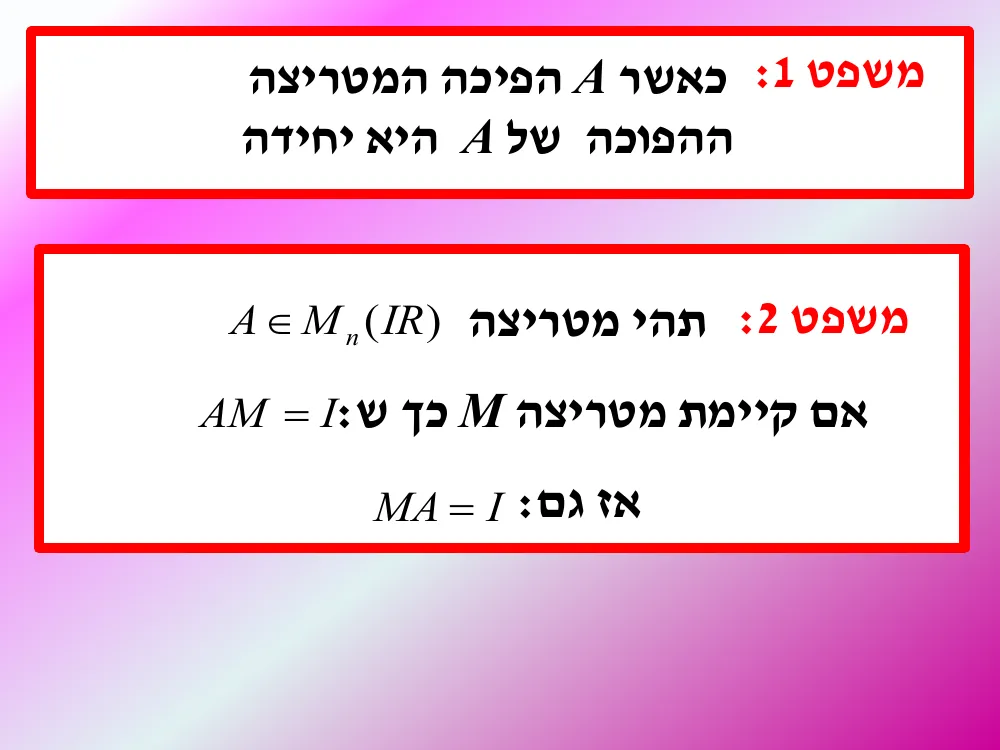 משפט 1: כאשר A הפיכה המטריצה
ההפוכה של A היא יחידה
משפט 2: תהי מטריצה A ∈ M_n(IR)
אם קיימת מטריצה M כך ש: AM = I
אז גם: MA = I